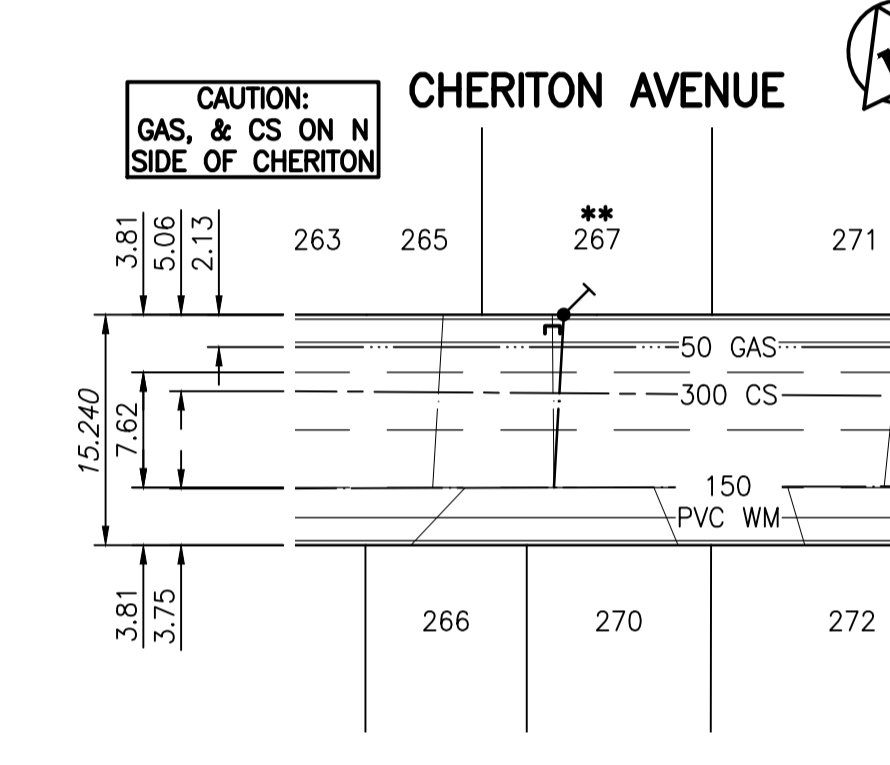 CHERITON AVENUE
CAUTION:
GAS, & CS ON N
SIDE OF CHERITON
3.81
5.06
2.13
263
265
**
267
271
50 GAS
300 CS
15.240
7.62
150
PVC WM
3.81
3.75
266
270
272